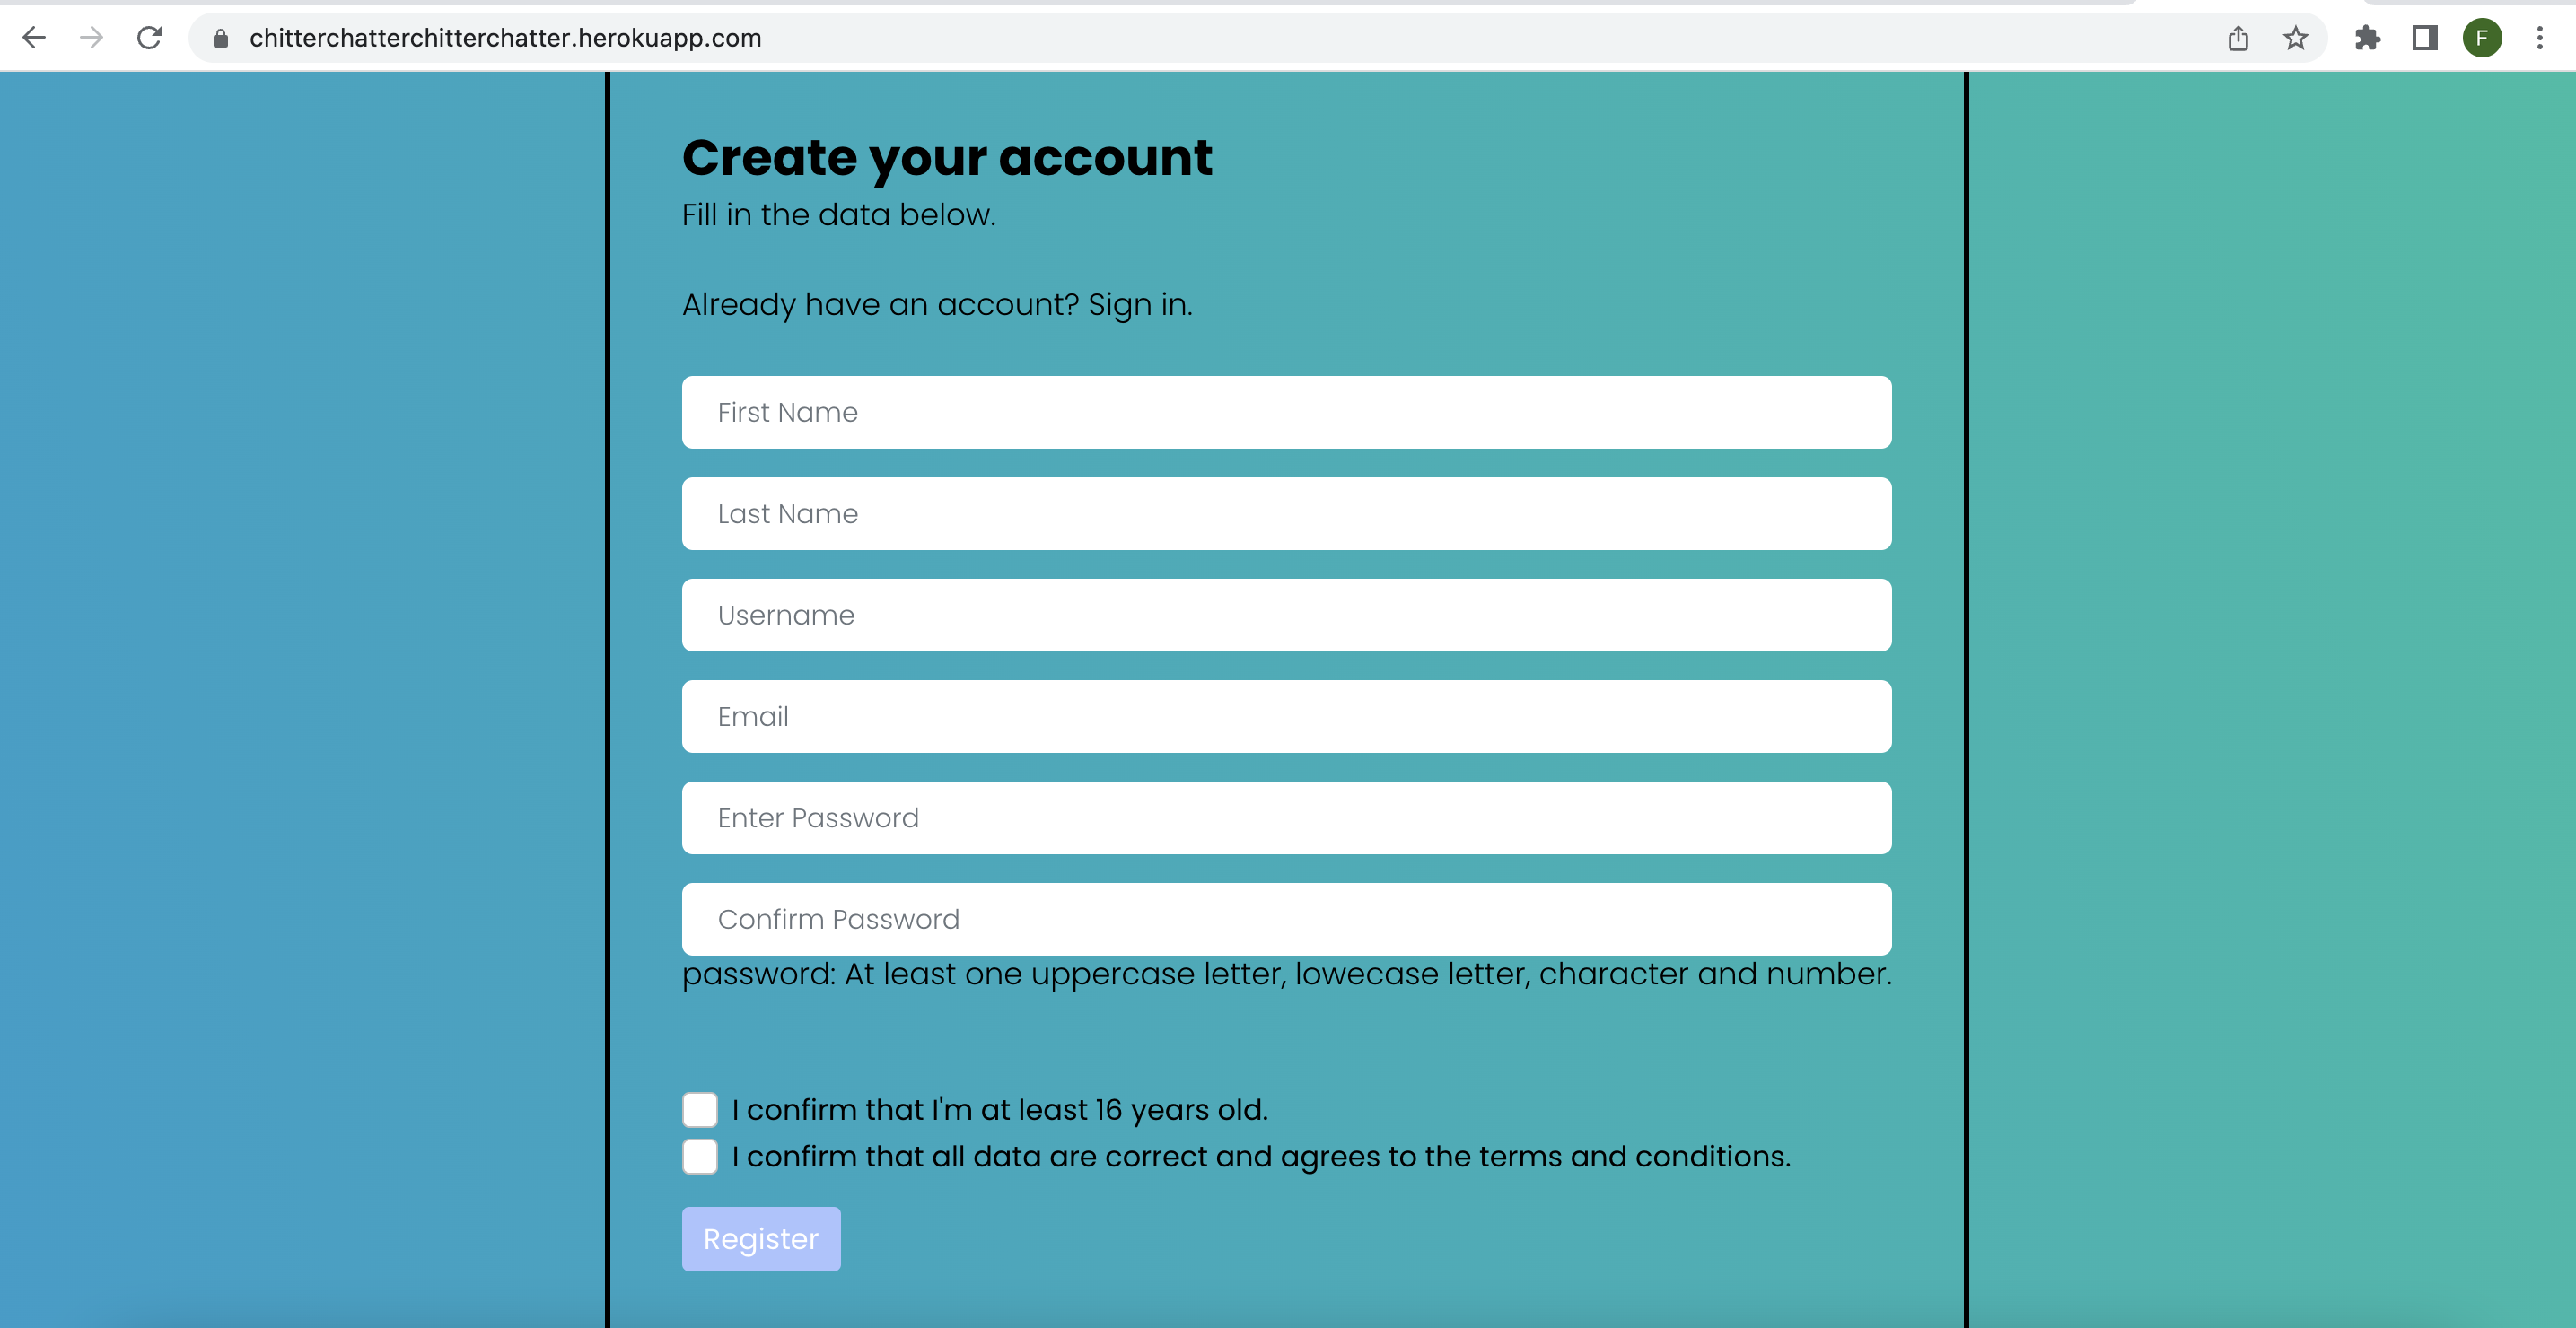 chitterchatterchitterchatter.herokuapp.com
F
Create your account
Fill in the data below.
Already have an account? Sign in.
First Name
Last Name
Username
Email
Enter Password
Confirm Password
password: At least one uppercase letter, lowecase letter, character and number.
I confirm that I'm at least 16 years old.
I confirm that all data are correct and agrees to the terms and conditions.
Register